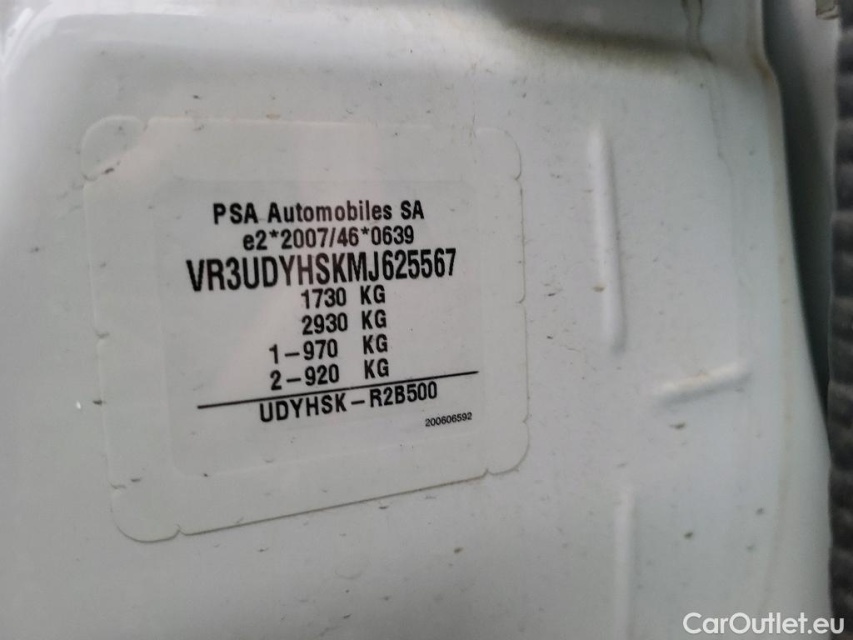 PSA Automobiles SA
e2*2007/46*0639
VR3UDYHSKMJ625567
1730 KG
2930 KG
1-970 KG
2-920 KG
UDYHSK-R2B500
200606592
CarOutlet.eu